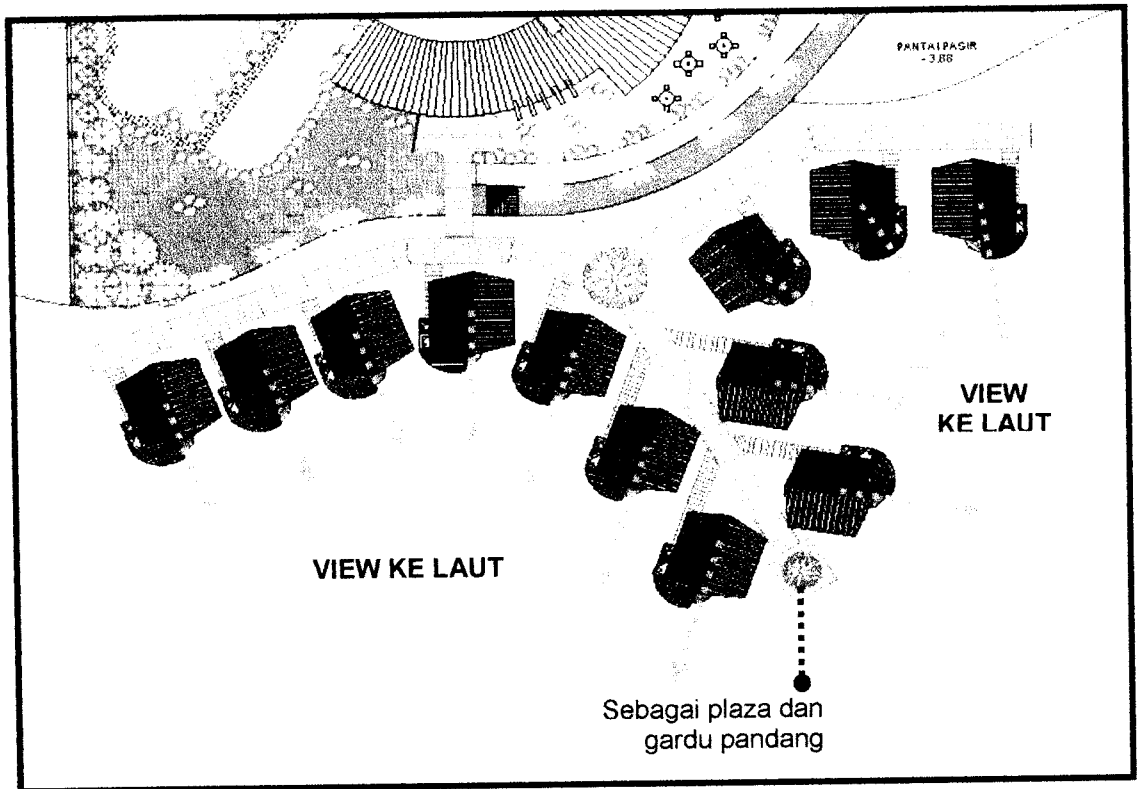 PANTAI PASIR
- 3.88
VIEW
KE LAUT
VIEW KE LAUT
Sebagai plaza dan
gardu pandang